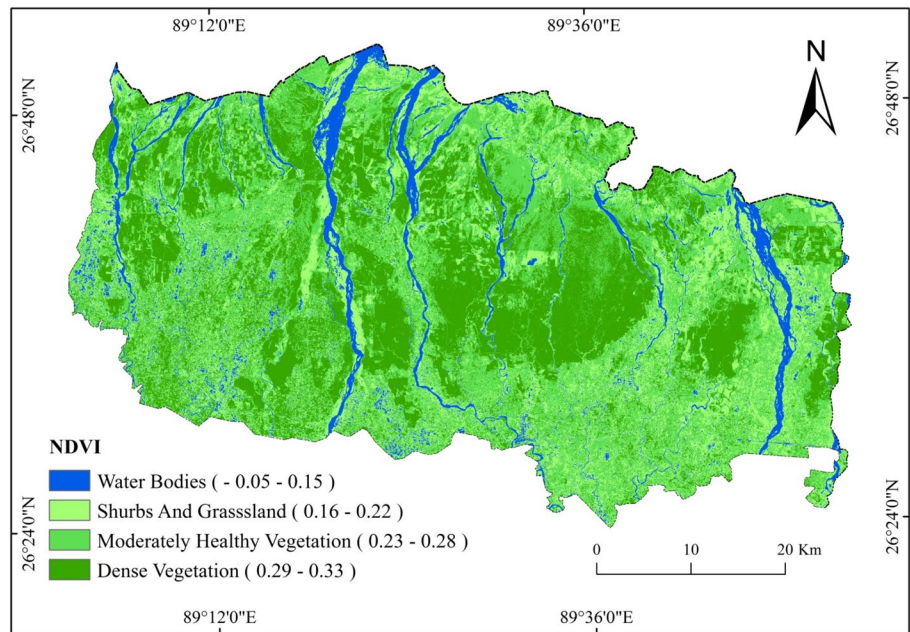 89°12'0"E 89°36'0"E
N
26°48'0"N 26°48'0"N
NDVI
Water Bodies ( - 0.05 - 0.15 )
Shurbs And Grasssland ( 0.16 - 0.22 )
Moderately Healthy Vegetation ( 0.23 - 0.28 )
Dense Vegetation ( 0.29 - 0.33 )
26°24'0"N 26°24'0"N
0 10 20 Km
89°12'0"E 89°36'0"E